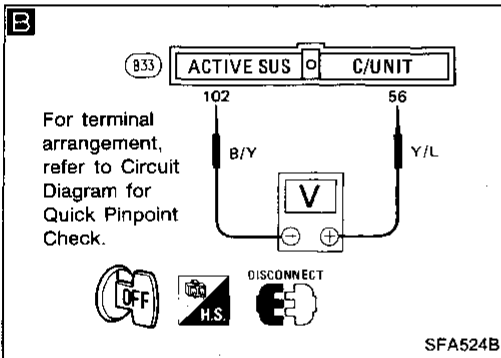 B
B33
ACTIVE SUS
C/UNIT
102
56
For terminal
arrangement,
refer to Circuit
Diagram for
Quick Pinpoint
Check.
B/Y
Y/L
V
OFF
H.S.
DISCONNECT
SFA524B